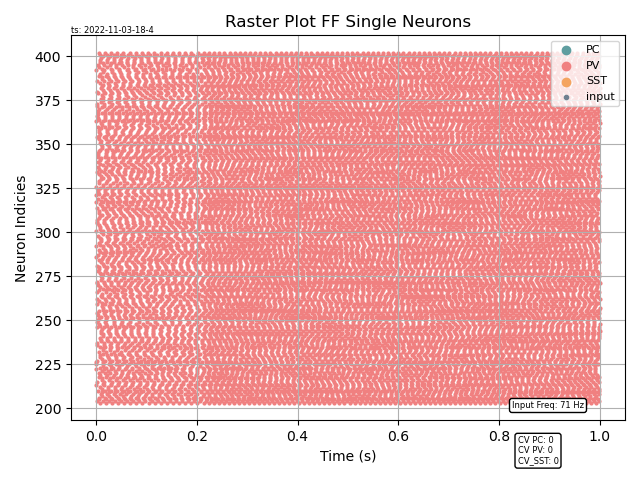 Raster Plot FF Single Neurons
ts: 2022-11-03-18-4
PC
PV
SST
input
400
375
350
325
300
275
250
225
200
Neuron Indicies
Input Freq: 71 Hz
0.0 0.2 0.4 0.6 0.8 1.0
Time (s)
CV PC: 0
CV PV: 0
CV_SST: 0